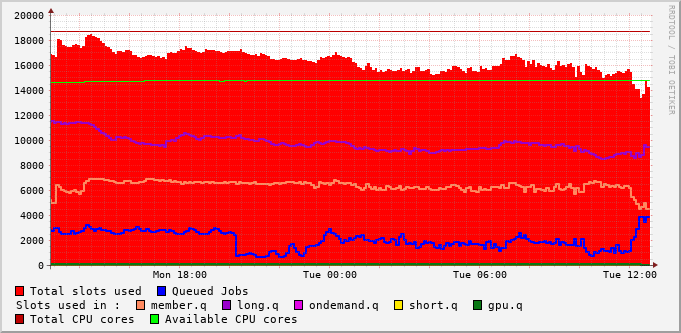 20000
18000
16000
14000
12000
10000
8000
6000
4000
2000
0
Mon 18:00 Tue 00:00 Tue 06:00 Tue 12:00
RRDTOOL / TOBI OETIKER
Total slots used Queued Jobs
Slots used in : member.q long.q ondemand.q short.q gpu.q
Total CPU cores Available CPU cores